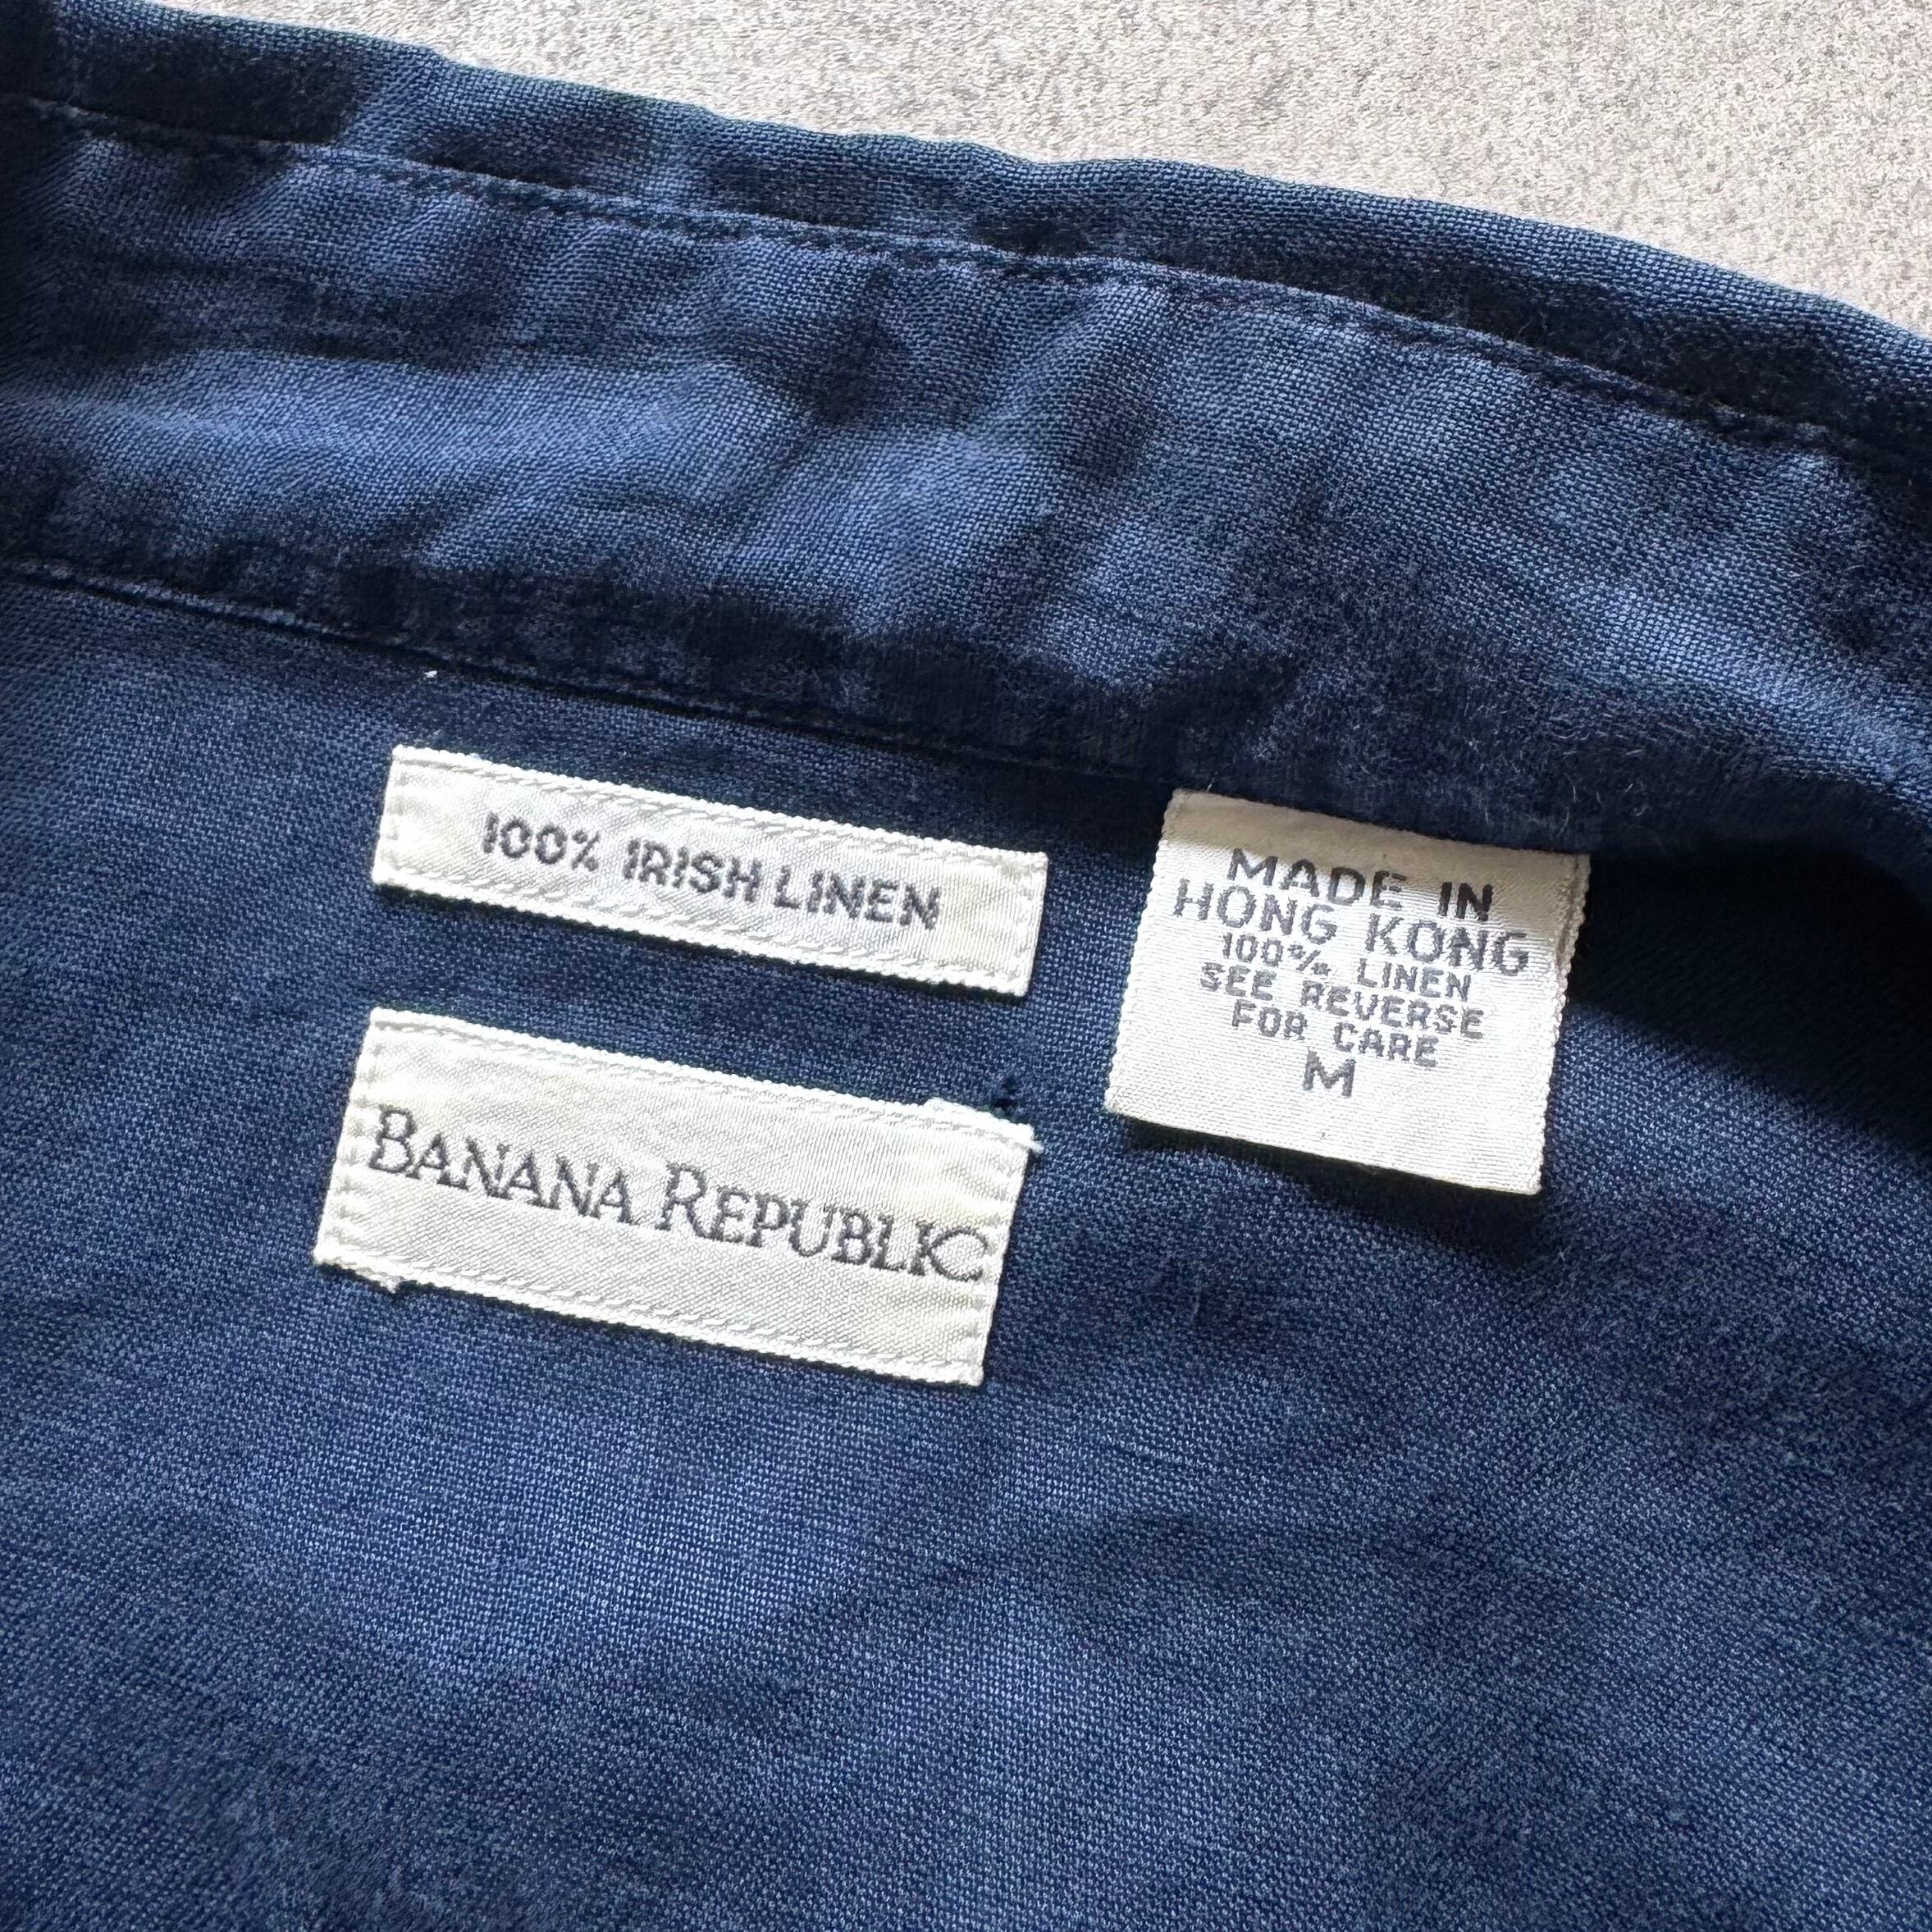 100% IRISH LINEN
BANANA REPUBLIC
MADE IN
HONG KONG
100% LINEN
SEE REVERSE
FOR CARE
M